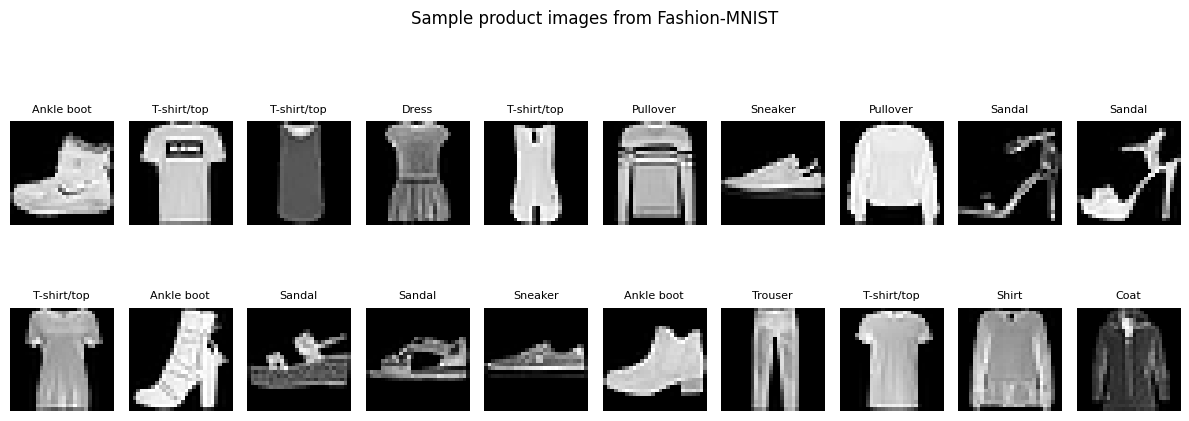 Sample product images from Fashion-MNIST
Ankle boot T-shirt/top T-shirt/top Dress T-shirt/top Pullover Sneaker Pullover Sandal Sandal
T-shirt/top Ankle boot Sandal Sandal Sneaker Ankle boot Trouser T-shirt/top Shirt Coat